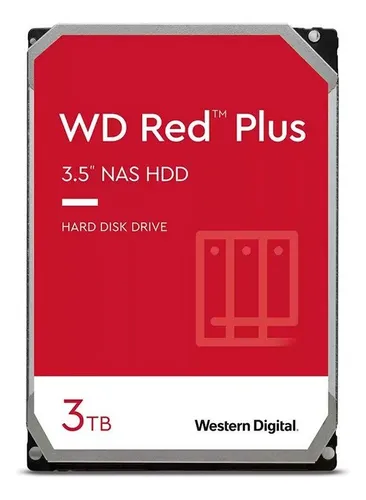 WD Red™ Plus
3.5" NAS HDD
HARD DISK DRIVE
3TB
Western Digital.